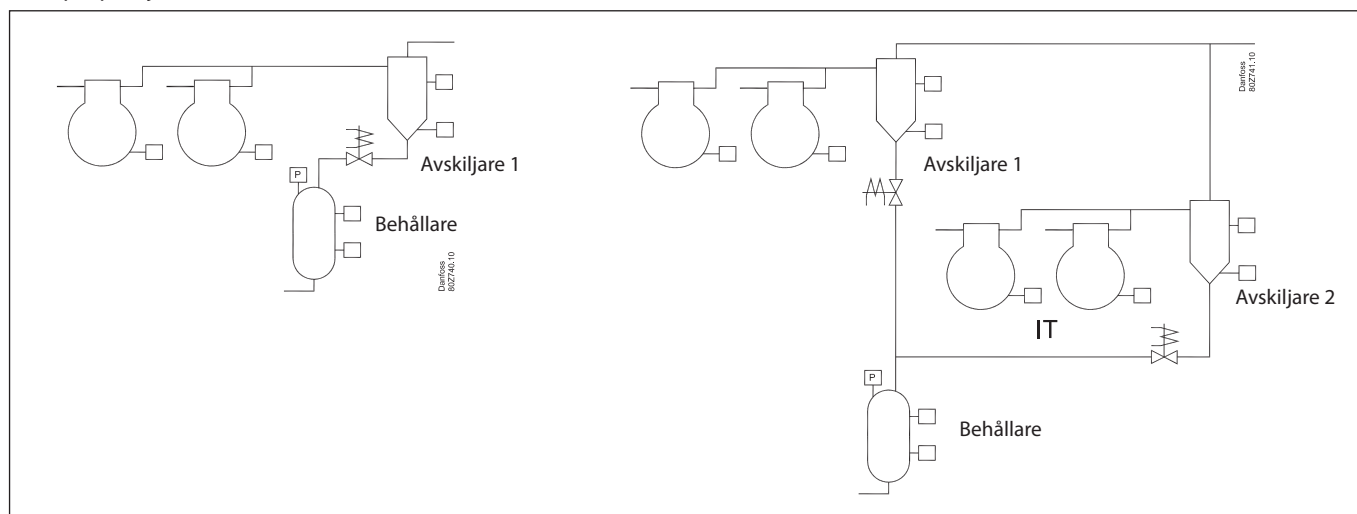 Avskiljare 1
P
Behållare
Danfoss
80Z740.10
Danfoss
80Z741.10
Avskiljare 1
Avskiljare 2
IT
P
Behållare